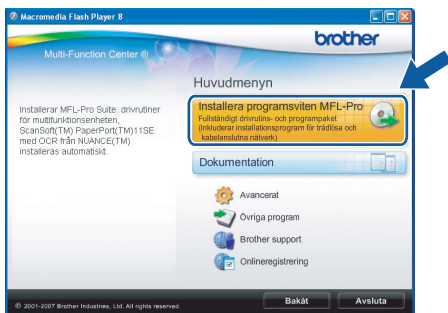 Macromedia Flash Player 8
brother
Multi-Function Center ®
Huvudmenyn
Installerar MFL-Pro Suite: drivrutiner
för multifunktionsenheten,
ScanSoft(TM) PaperPort(TM)11SE
med OCR från NUANCE(TM)
installeras automatiskt.
Installera programsviten MFL-Pro
Fullständigt drivrutins- och programpaket
(Inkluderar installationsprogram för trådlösa och
kabelanslutna nätverk)
Dokumentation
Avancerat
Övriga program
Brother support
Onlineregistrering
© 2001-2007 Brother Industries, Ltd. All rights reserved
Bakåt
Avsluta